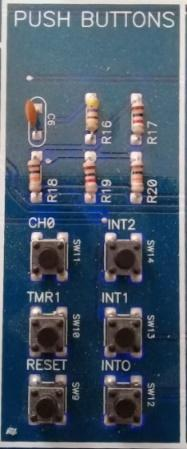 PUSH BUTTONS
C6 R16 R17
R18 R19 R20
CH0 INT2
SW11 SW14
TMR1 INT1
SW10 SW13
RESET INT0
SW9 SW12